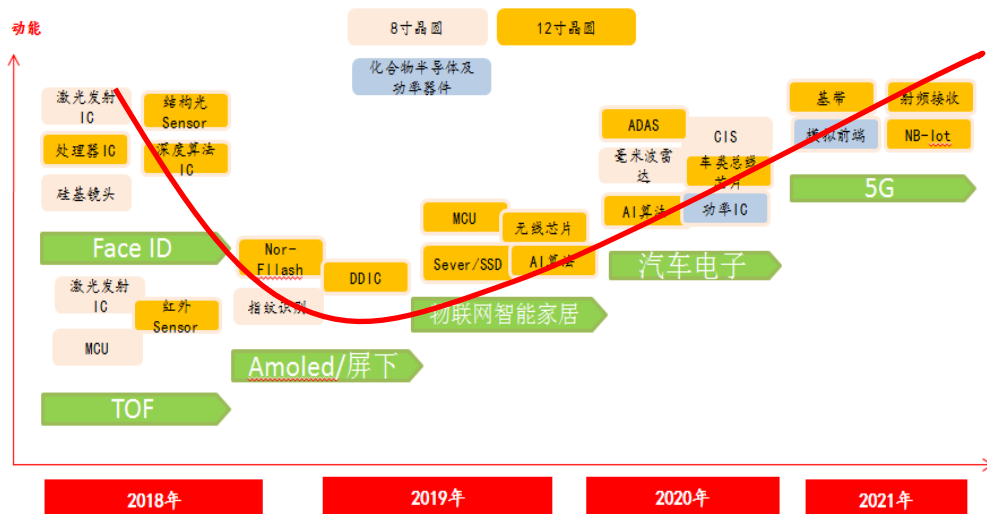 动能
8寸晶圆
12寸晶圆
化合物半导体及
功率器件
激光发射
IC
结构光
Sensor
处理器IC
深度算法
IC
硅基镜头
Face ID
激光发射
IC
红外
Sensor
MCU
TOF
Nor-
Fllash
DDIC
指纹识别
Amoled/屏下
MCU
无线芯片
Sever/SSD
AI算法
物联网智能家居
ADAS
CIS
毫米波雷
达
车类总线
芯片
AI算法
功率IC
汽车电子
基带
射频接收
模拟前端
NB-Iot
5G
2018年
2019年
2020年
2021年